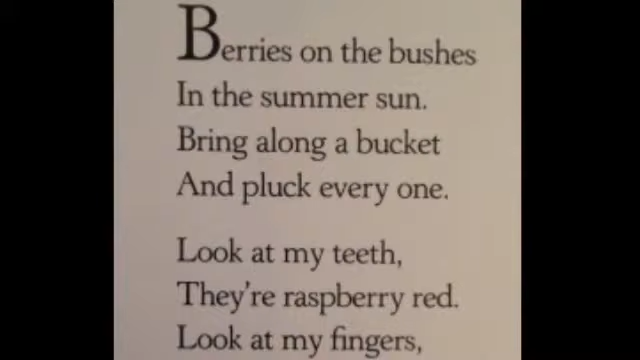 Berries on the bushes
In the summer sun.
Bring along a bucket
And pluck every one.
Look at my teeth,
They're raspberry red.
Look at my fingers,